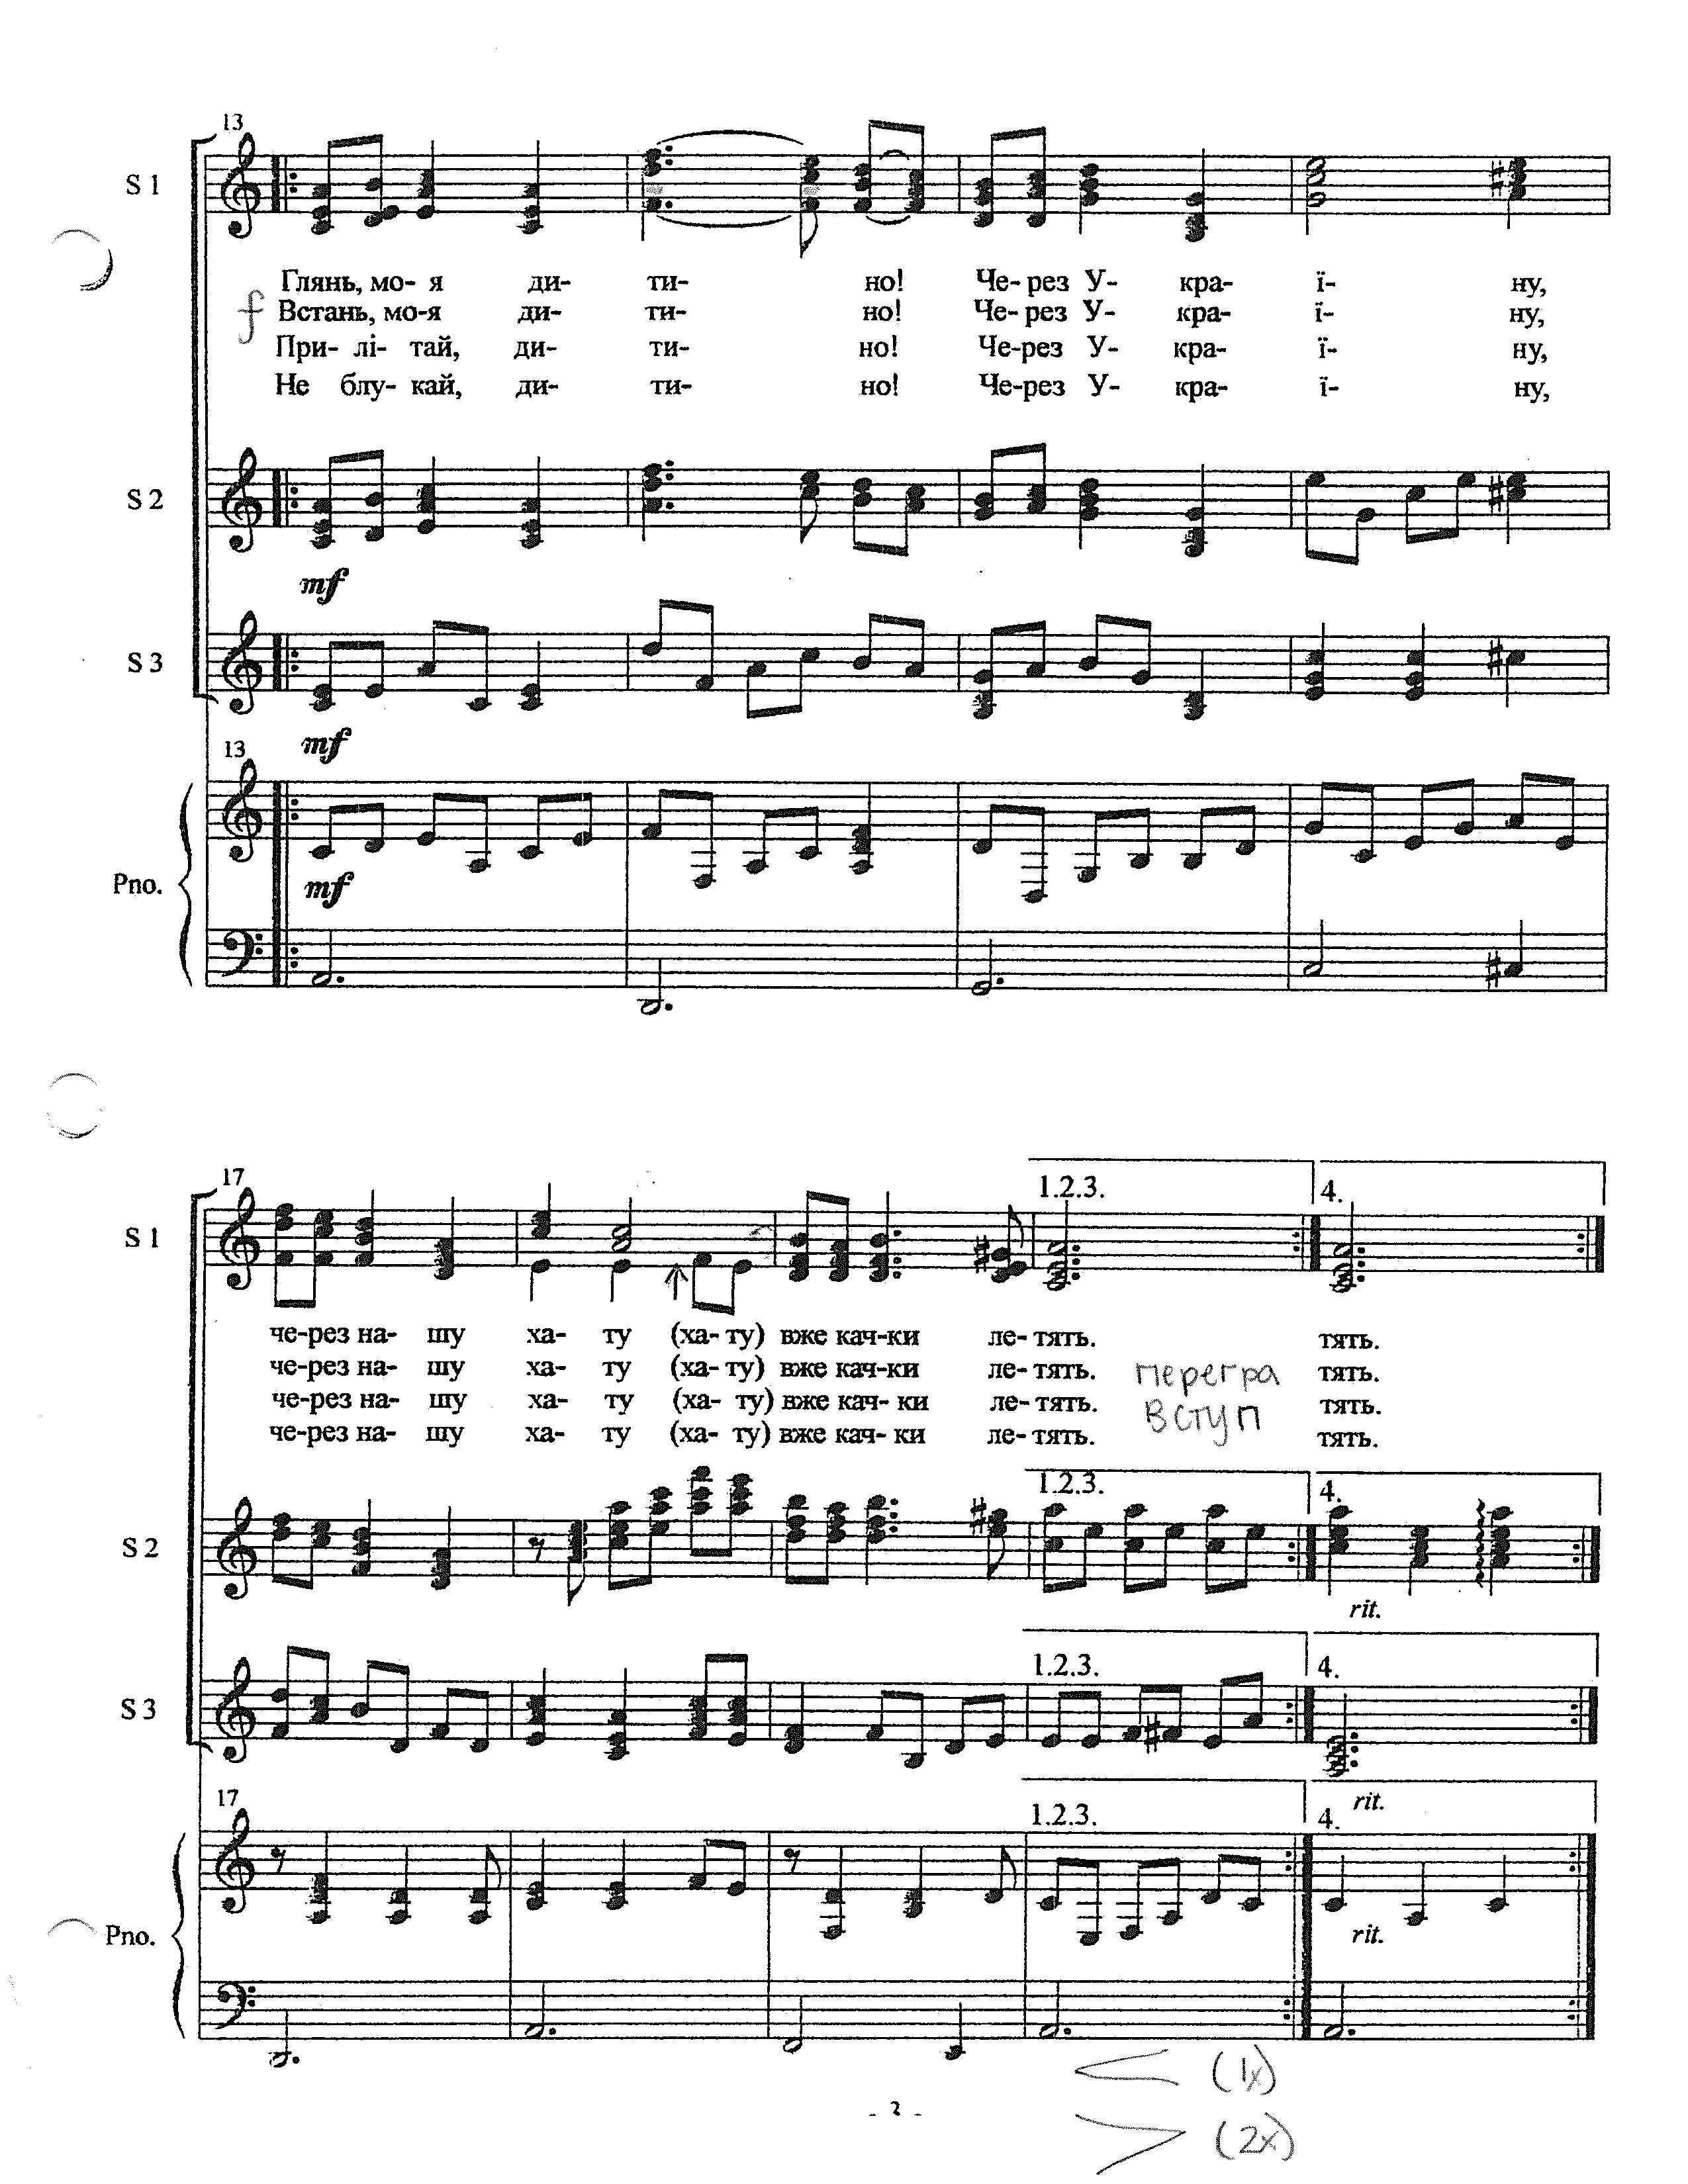 13
S 1
Глянь, мо- я ди- ти- но! Че- рез У- кра- ї- ну,
f
Встань, мо-я ди- ти- но! Че- рез У- кра- ї- ну,
При- лі- тай, ди- ти- но! Че-рез У- кра- ї- ну,
Не блу- кай, ди- ти- но! Че-рез У- кра- ї- ну,
S 2
mf
S 3
mf
13
Pno.
mf
17
1.2.3. 4.
S 1
че-рез на- шу ха- ту (ха- ту) вже кач-ки ле- тять. тять.
че-рез на- шу ха- ту (ха- ту) вже кач-ки ле- тять. перегра тять.
че-рез на- шу ха- ту (ха- ту) вже кач- ки ле- тять. вступ тять.
че-рез на- шу ха- ту (ха- ту) вже кач- ки ле- тять. тять.
1.2.3. 4.
S 2
rit.
1.2.3. 4.
S 3
rit.
17
1.2.3. 4.
Pno.
rit.
(1x)
(2x)